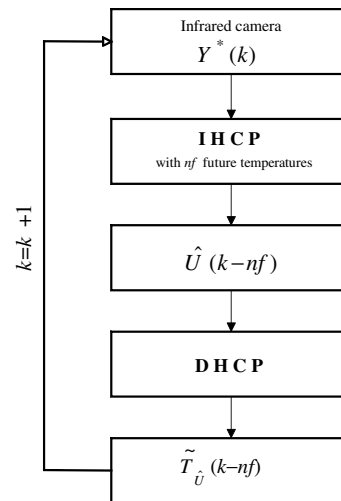 Infrared camera
Y * (k)
I H C P
with nf future temperatures
Û (k−nf)
D H C P
T̃ Û (k−nf)
k=k +1